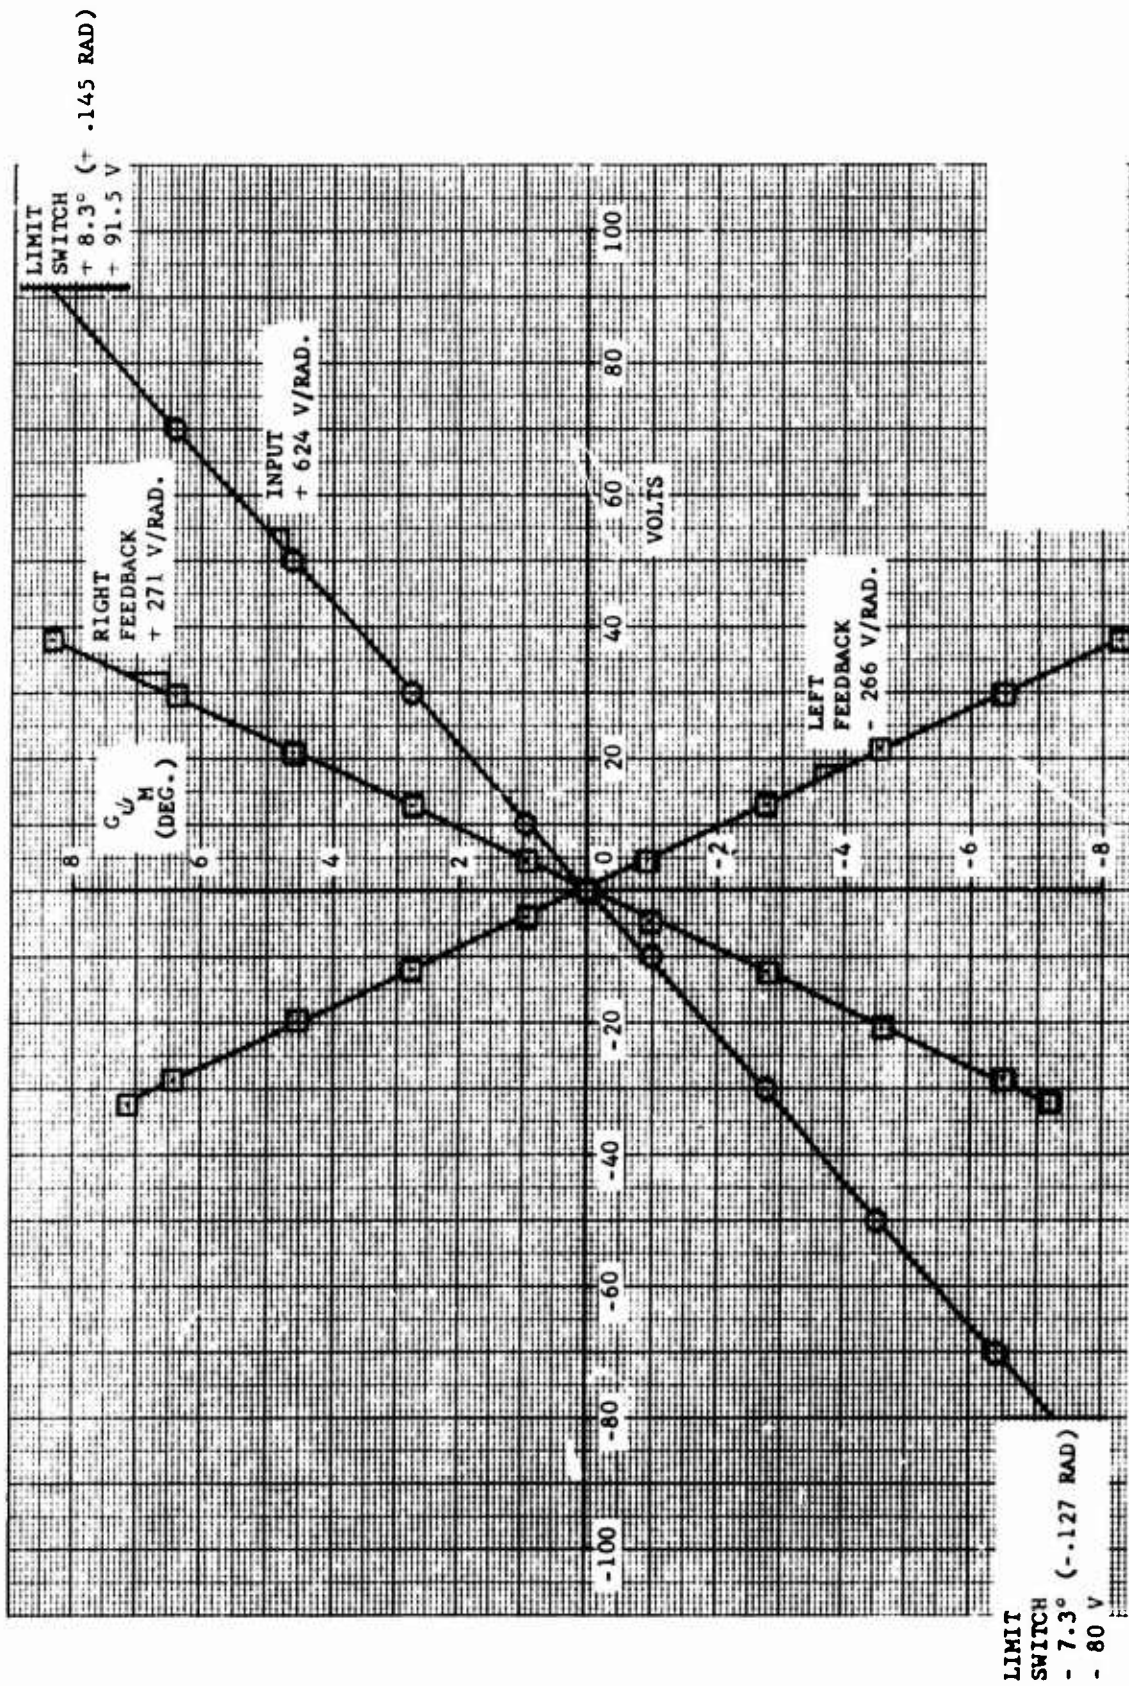 LIMIT
SWITCH
+ 8.3° (+ .145 RAD)
+ 91.5 V
RIGHT
FEEDBACK
+ 271 V/RAD.
INPUT
+ 624 V/RAD.
G ψ M
(DEG.)
8
6
4
2
0
-2
-4
-6
-8
-100
-80
-60
-40
-20
20
40
60
80
100
VOLTS
LEFT
FEEDBACK
- 266 V/RAD.
LIMIT
SWITCH
- 7.3° (-.127 RAD)
- 80 V